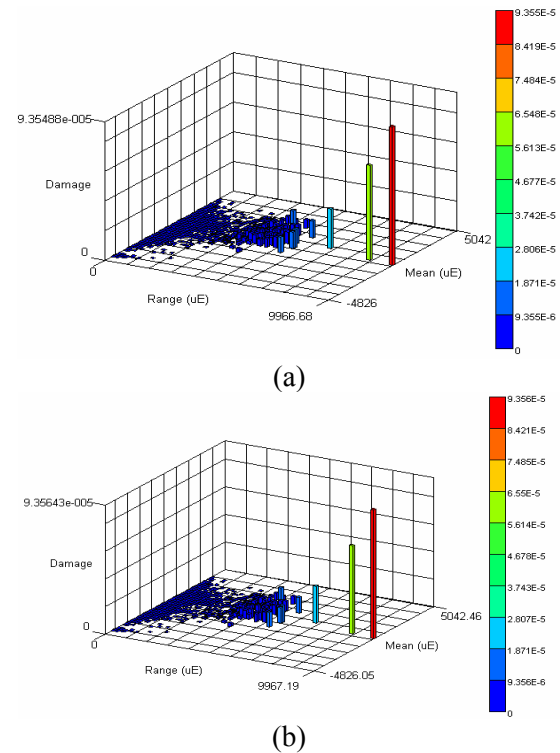 9.355E-5
8.419E-5
7.484E-5
6.548E-5
5.613E-5
4.677E-5
3.742E-5
2.806E-5
1.871E-5
9.355E-6
0
9.35488e-005
Damage
0
0
Range (uE)
9966.68
-4826
Mean (uE)
5042
(a)
9.356E-5
8.421E-5
7.485E-5
6.55E-5
5.614E-5
4.678E-5
3.743E-5
2.807E-5
1.871E-5
9.356E-6
0
9.35643e-005
Damage
0
0
Range (uE)
9967.19
-4826.05
Mean (uE)
5042.46
(b)